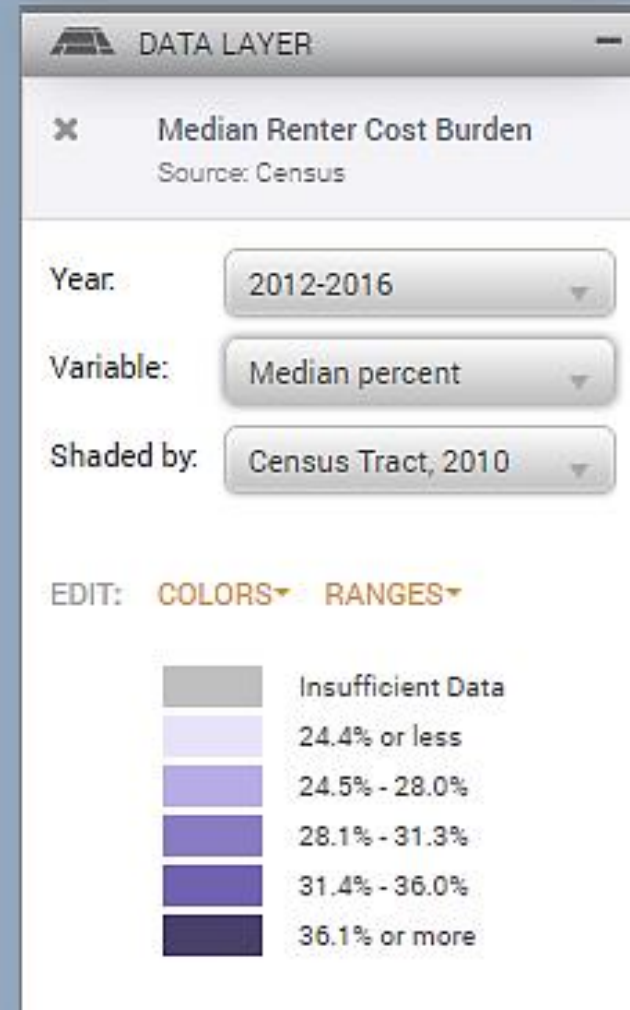 DATA LAYER
Median Renter Cost Burden
Source: Census
Year: 2012-2016
Variable: Median percent
Shaded by: Census Tract, 2010
EDIT: COLORS RANGES
Insufficient Data
24.4% or less
24.5% - 28.0%
28.1% - 31.3%
31.4% - 36.0%
36.1% or more